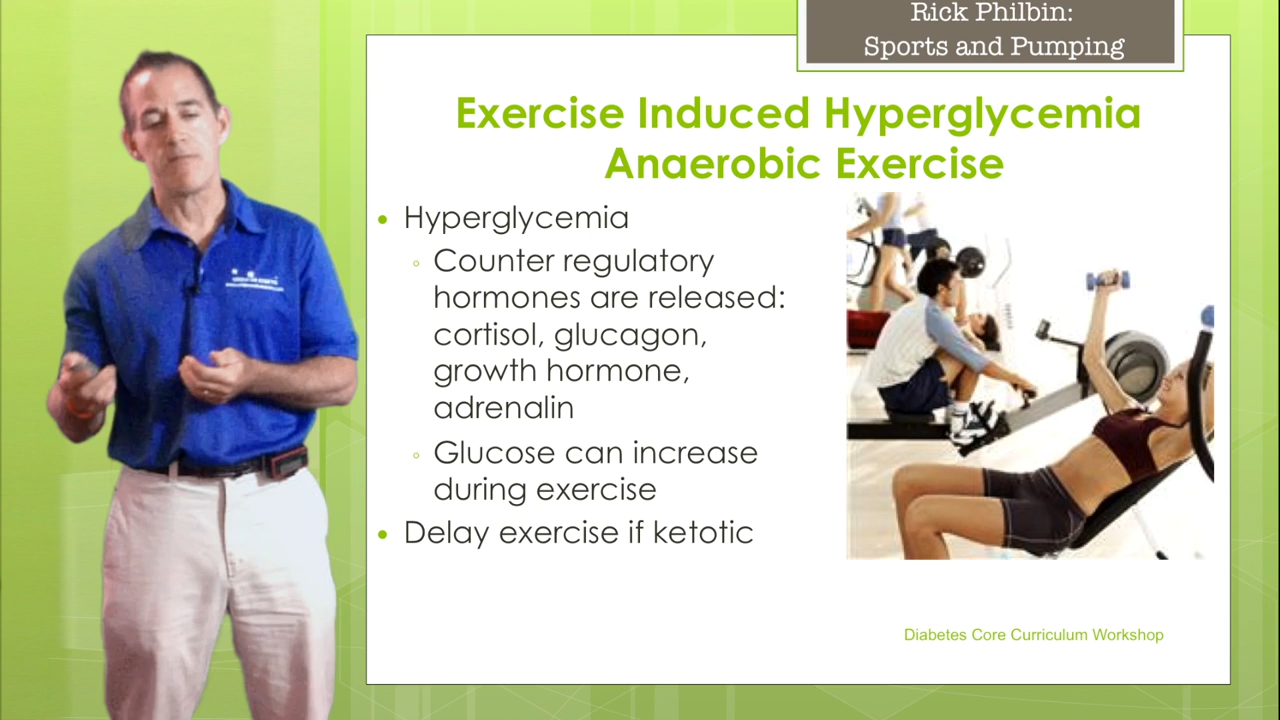 Rick Philbin:
Sports and Pumping
Exercise Induced Hyperglycemia
Anaerobic Exercise
• Hyperglycemia
◦ Counter regulatory
hormones are released:
cortisol, glucagon,
growth hormone,
adrenalin
◦ Glucose can increase
during exercise
• Delay exercise if ketotic
Diabetes Core Curriculum Workshop